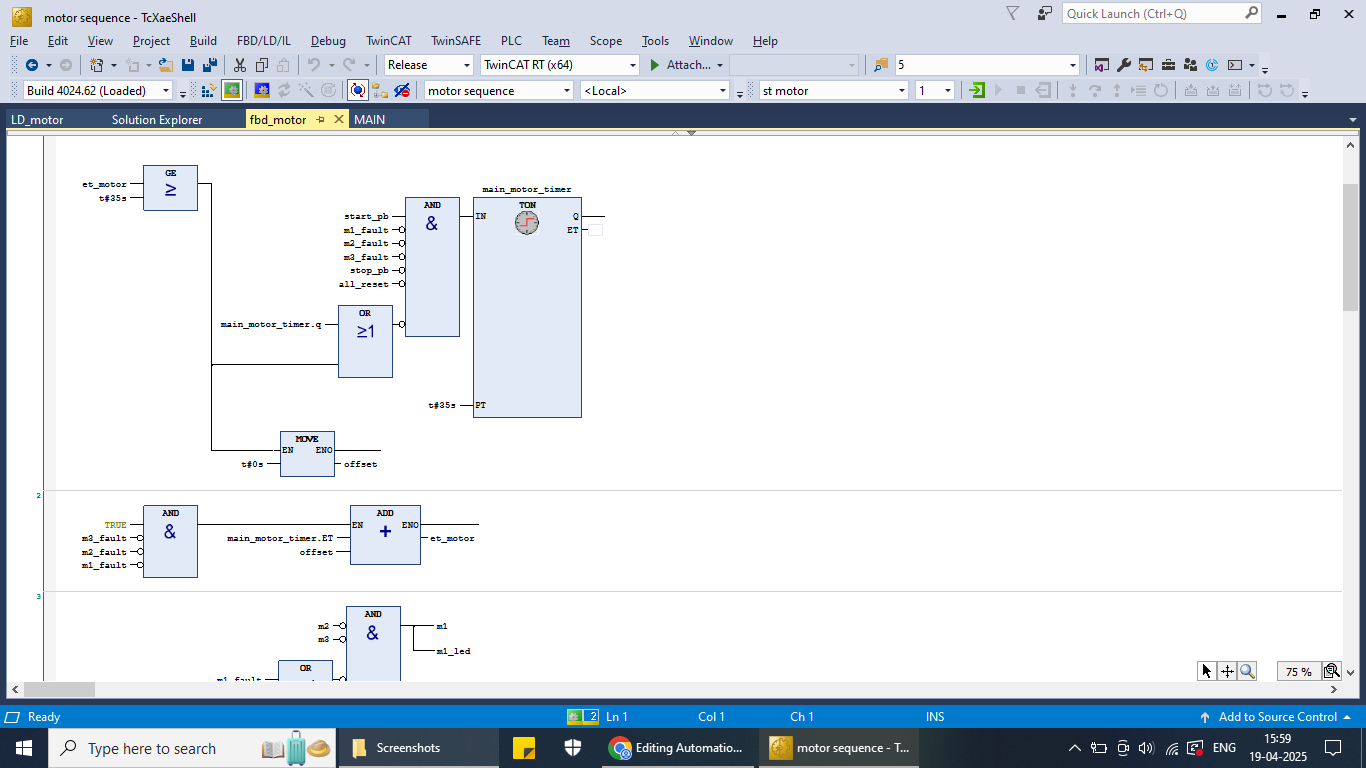 motor sequence - TcXaeShell
Quick Launch (Ctrl+Q)
File Edit View Project Build FBD/LD/IL Debug TwinCAT TwinSAFE PLC Team Scope Tools Window Help
Release TwinCAT RT (x64) Attach... 5
Build 4024.62 (Loaded) motor sequence <Local> st motor 1
LD_motor Solution Explorer fbd_motor MAIN
GE
et_motor ≥
t#35s
main_motor_timer
AND TON
start_pb & IN Q
m1_fault ET
m2_fault
m3_fault
stop_pb
all_reset
OR
main_motor_timer.q ≥1
t#35s PT
MOVE
EN ENO
t#0s offset
2
AND ADD
TRUE & EN + ENO
m3_fault main_motor_timer.ET et_motor
m2_fault offset
m1_fault
3
AND
m2 & m1
m3
m1_led
OR
m1_fault
75 %
Ready 2 Ln 1 Col 1 Ch 1 INS Add to Source Control
Type here to search Screenshots Editing Automatio... motor sequence - T... ENG 15:59
19-04-2025